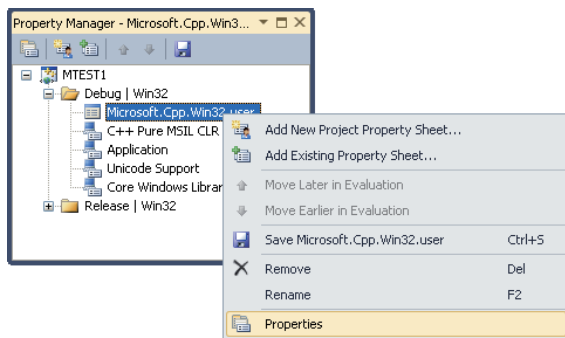 Property Manager - Microsoft.Cpp.Win3...
MTEST1
Debug | Win32
Microsoft.Cpp.Win32.user
C++ Pure MSIL CLR
Application
Unicode Support
Core Windows Librar
Release | Win32
Add New Project Property Sheet...
Add Existing Property Sheet...
Move Later in Evaluation
Move Earlier in Evaluation
Save Microsoft.Cpp.Win32.user Ctrl+S
Remove Del
Rename F2
Properties